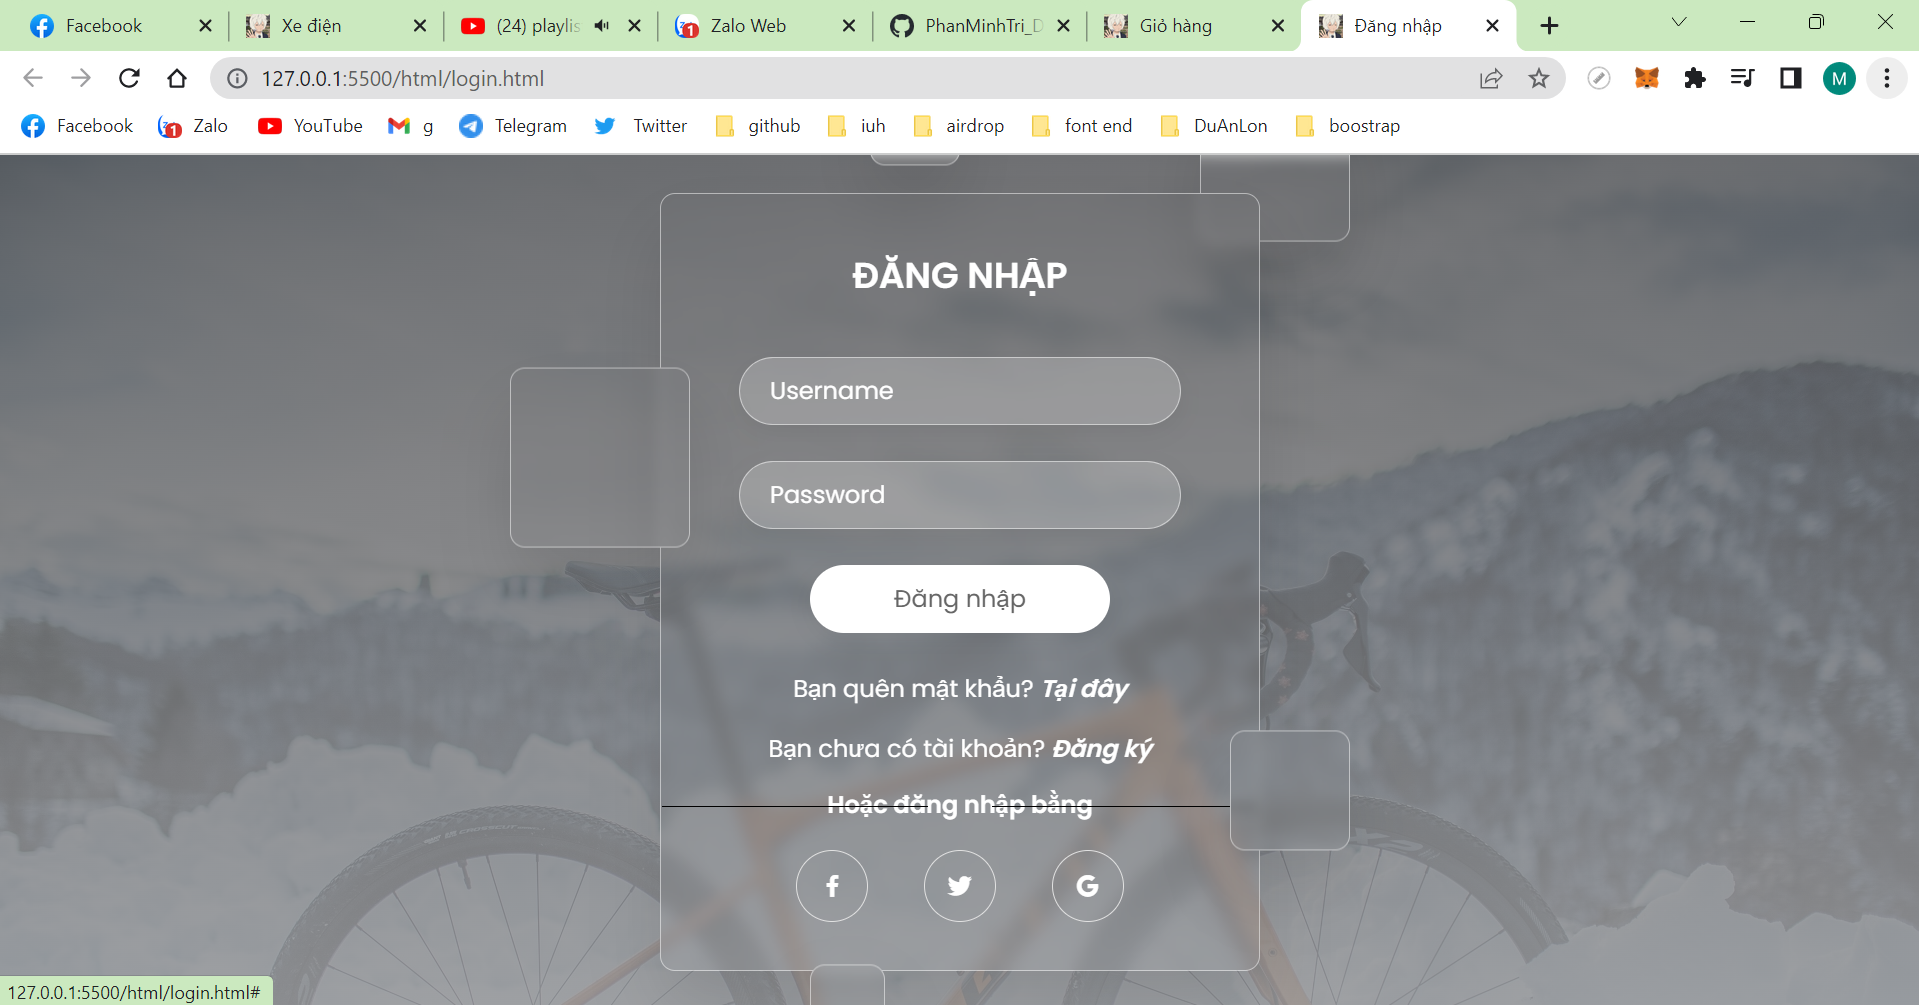 Facebook
Xe điện
(24) playlis
Zalo Web
PhanMinhTri_D
Giỏ hàng
Đăng nhập
127.0.0.1:5500/html/login.html
M
Facebook
1
Zalo
YouTube
g
Telegram
Twitter
github
iuh
airdrop
font end
DuAnLon
boostrap
ĐĂNG NHẬP
Username
Password
Đăng nhập
Bạn quên mật khẩu? Tại đây
Bạn chưa có tài khoản? Đăng ký
Hoặc đăng nhập bằng
127.0.0.1:5500/html/login.html#